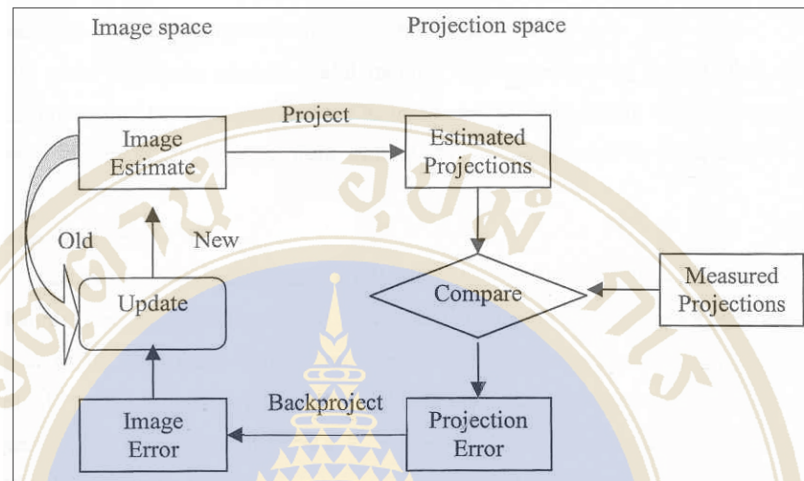 Image space
Projection space
Project
Image
Estimate
Estimated
Projections
Old
New
Update
Compare
Measured
Projections
Backproject
Image
Error
Projection
Error